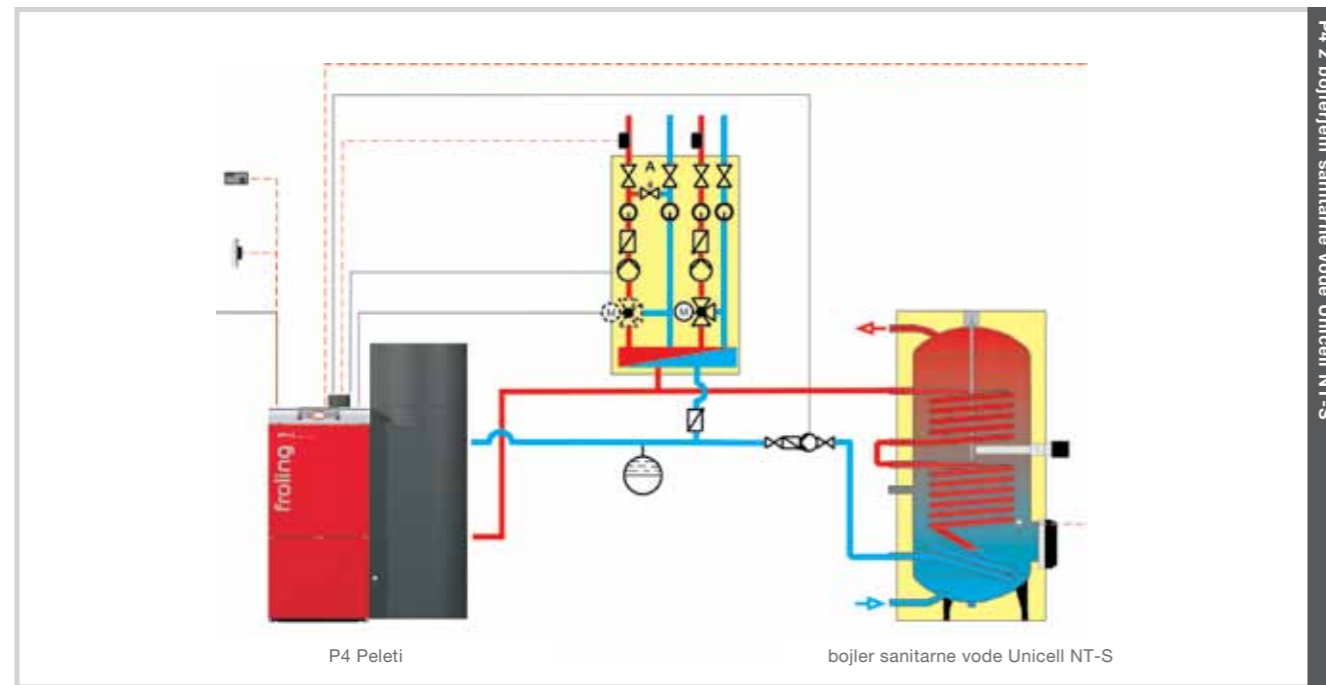 P4 z bojlerjem sanitarne vode Unicell NT-S
A
M
M
froling
P4 Peleti
bojler sanitarne vode Unicell NT-S